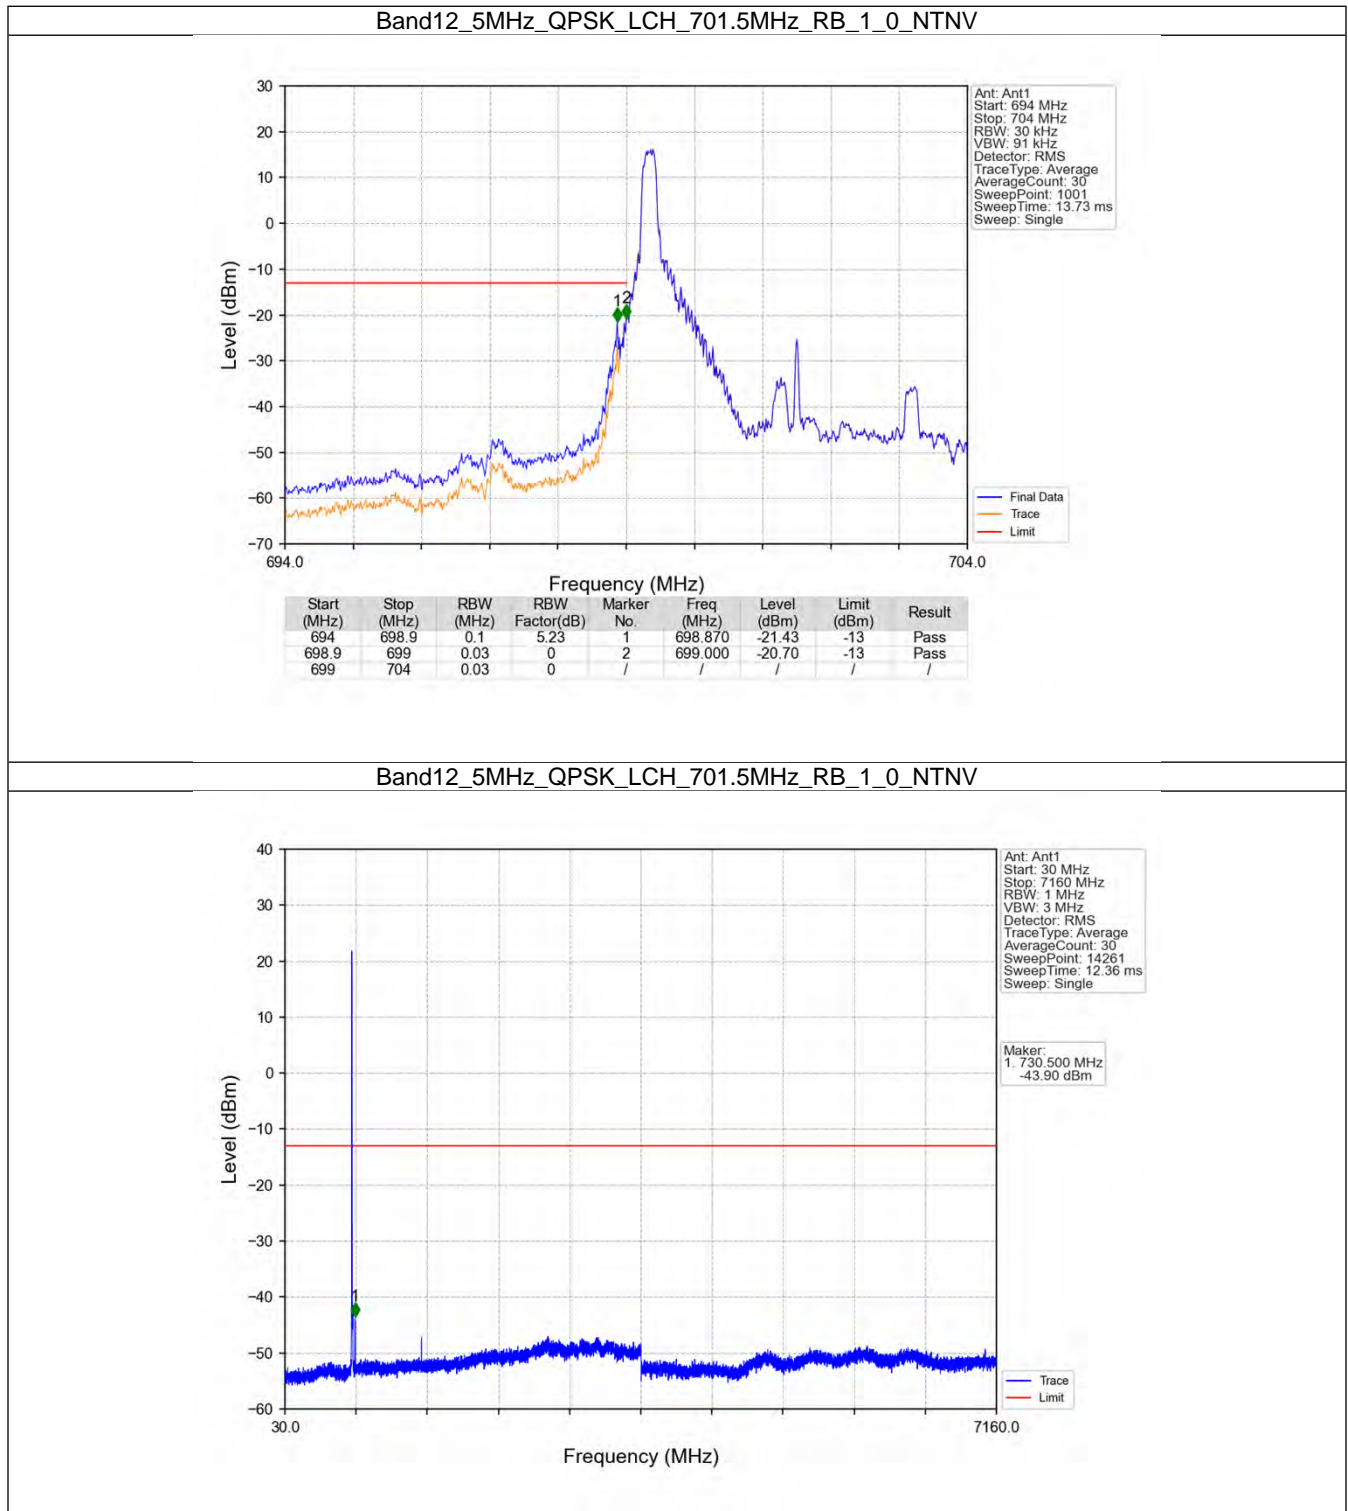 Band12_5MHz_QPSK_LCH_701.5MHz_RB_1_0_NTNV
30
20
10
0
−10
−20
−30
−40
−50
−60
−70
Level (dBm)
1 2
694.0
704.0
Frequency (MHz)
Ant: Ant1
Start: 694 MHz
Stop: 704 MHz
RBW: 30 kHz
VBW: 91 kHz
Detector: RMS
TraceType: Average
AverageCount: 30
SweepPoint: 1001
SweepTime: 13.73 ms
Sweep: Single
Final Data
Trace
Limit
Start (MHz) Stop (MHz) RBW (MHz) RBW Factor(dB) Marker No. Freq (MHz) Level (dBm) Limit (dBm) Result
694 698.9 0.1 5.23 1 698.870 -21.43 -13 Pass
698.9 699 0.03 0 2 699.000 -20.70 -13 Pass
699 704 0.03 0 / / / / /
Band12_5MHz_QPSK_LCH_701.5MHz_RB_1_0_NTNV
40
30
20
10
0
−10
−20
−30
−40
−50
−60
Level (dBm)
1
30.0
7160.0
Frequency (MHz)
Ant: Ant1
Start: 30 MHz
Stop: 7160 MHz
RBW: 1 MHz
VBW: 3 MHz
Detector: RMS
TraceType: Average
AverageCount: 30
SweepPoint: 14261
SweepTime: 12.36 ms
Sweep: Single
Maker:
1. 730.500 MHz
-43.90 dBm
Trace
Limit